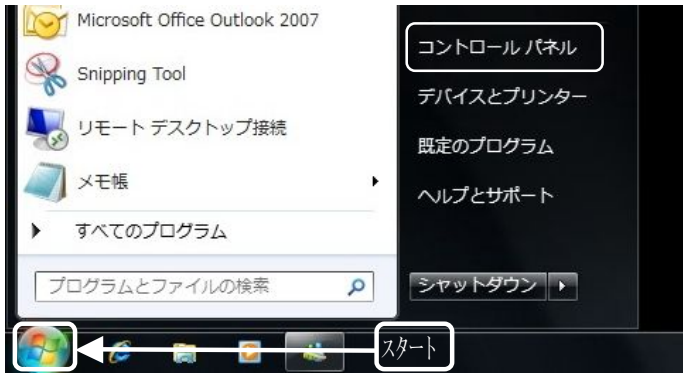 Microsoft Office Outlook 2007
Snipping Tool
リモート デスクトップ接続
メモ帳
すべてのプログラム
プログラムとファイルの検索
コントロール パネル
デバイスとプリンター
既定のプログラム
ヘルプとサポート
シャットダウン
スタート